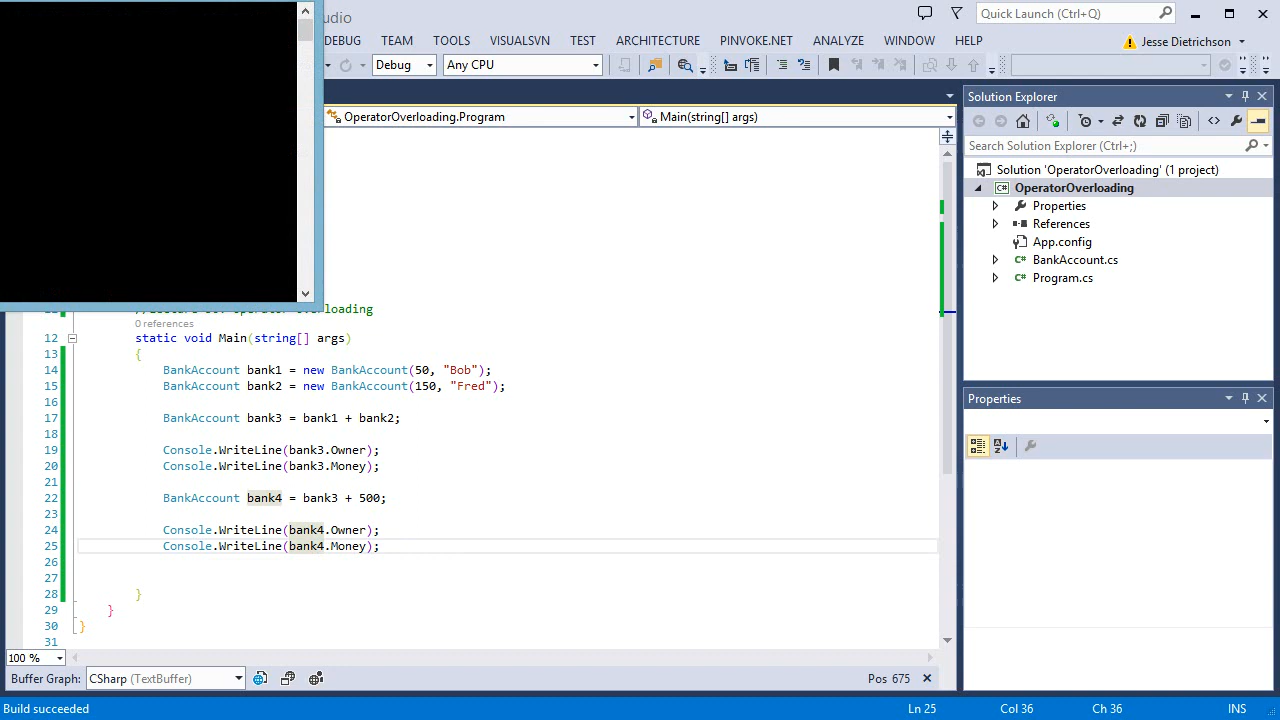 udio
Quick Launch (Ctrl+Q)
DEBUG TEAM TOOLS VISUALSVN TEST ARCHITECTURE PINVOKE.NET ANALYZE WINDOW HELP
Jesse Dietrichson
Debug
Any CPU
OperatorOverloading.Program
Main(string[] args)
0 references
12 static void Main(string[] args)
13 {
14 BankAccount bank1 = new BankAccount(50, "Bob");
15 BankAccount bank2 = new BankAccount(150, "Fred");
16
17 BankAccount bank3 = bank1 + bank2;
18
19 Console.WriteLine(bank3.Owner);
20 Console.WriteLine(bank3.Money);
21
22 BankAccount bank4 = bank3 + 500;
23
24 Console.WriteLine(bank4.Owner);
25 Console.WriteLine(bank4.Money);
26
27
28 }
29 }
30 }
31
100 %
Buffer Graph: CSharp (TextBuffer)
Pos 675
Build succeeded
Ln 25 Col 36 Ch 36 INS
Solution Explorer
Search Solution Explorer (Ctrl+;)
Solution 'OperatorOverloading' (1 project)
C# OperatorOverloading
Properties
References
App.config
C# BankAccount.cs
C# Program.cs
Properties